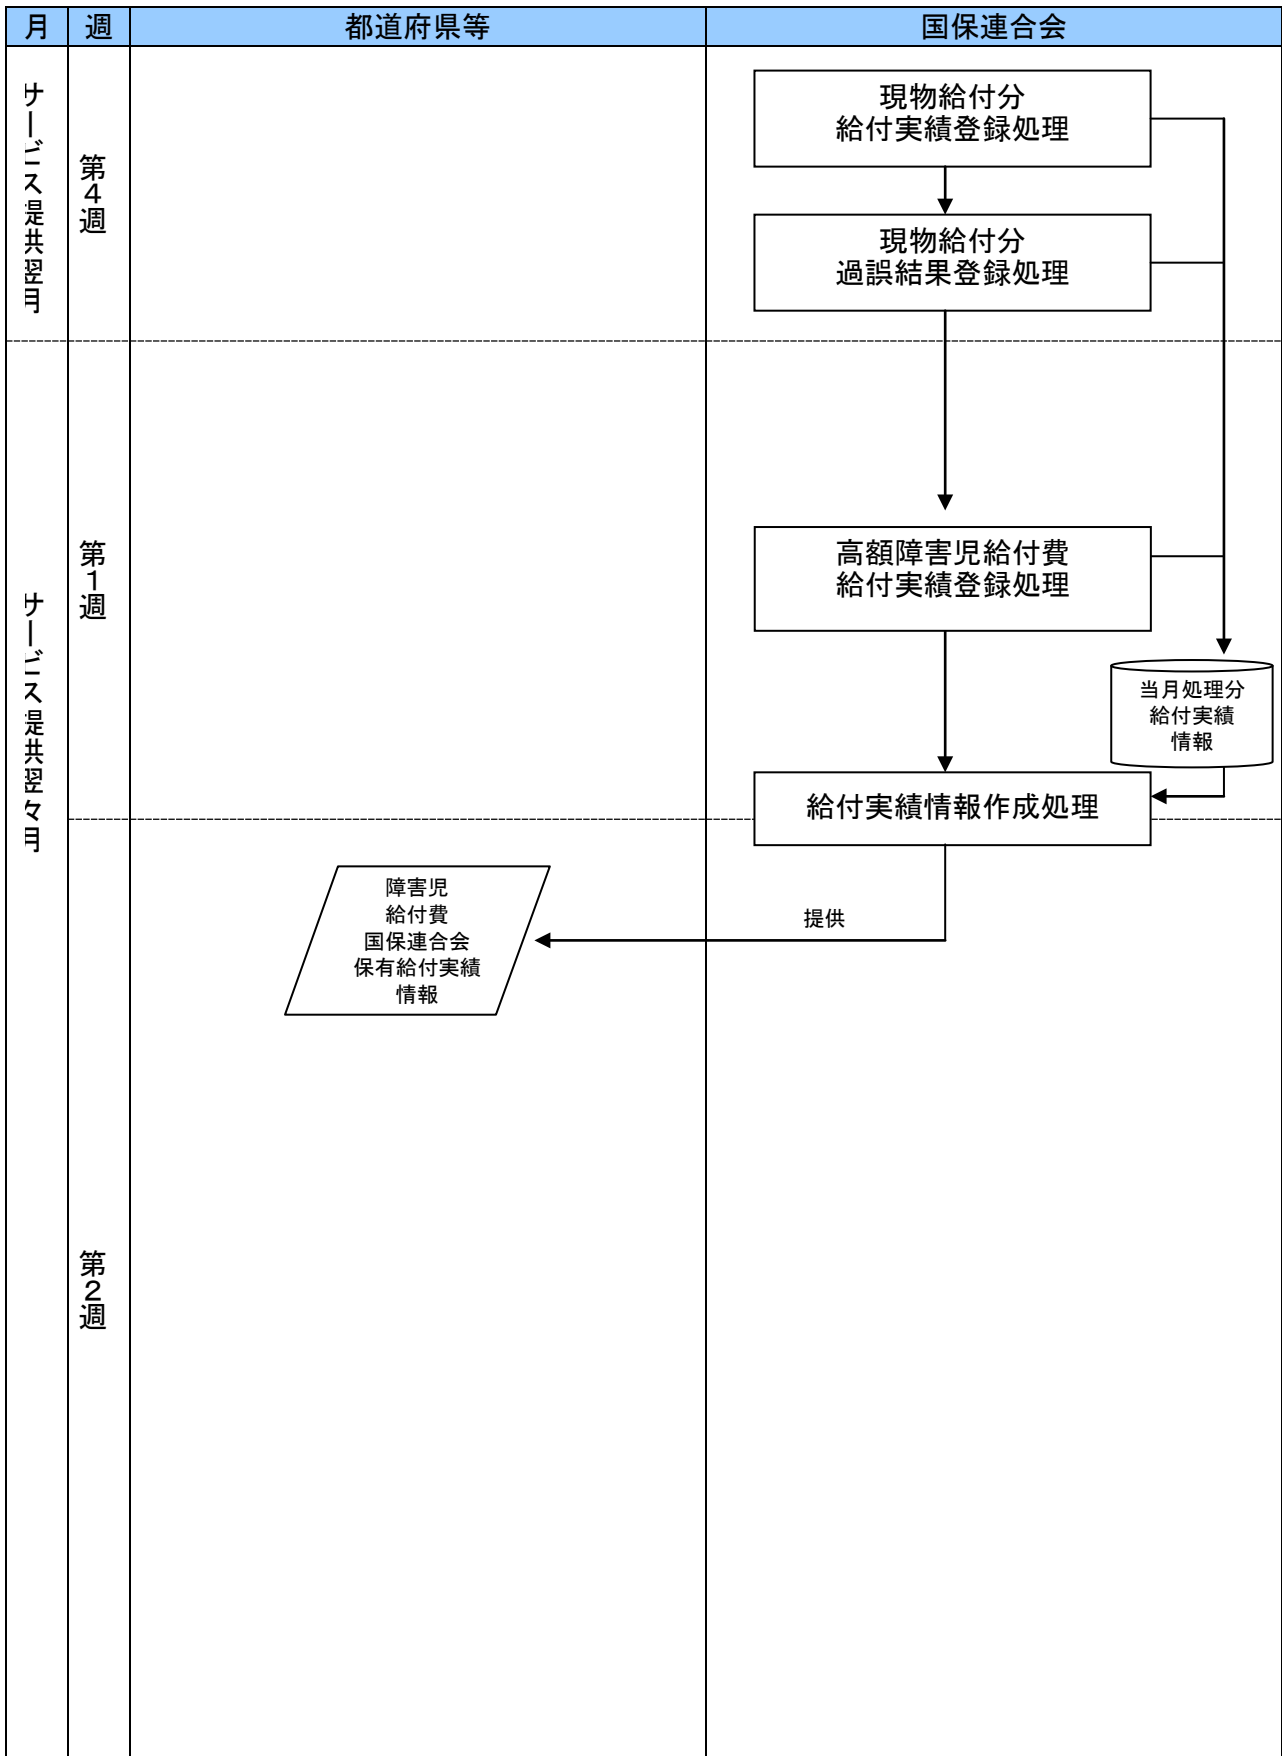 月
週
都道府県等
国保連合会
サービス提供翌月
第4週
現物給付分
給付実績登録処理
現物給付分
過誤結果登録処理
サービス提供翌々月
第1週
高額障害児給付費
給付実績登録処理
当月処理分
給付実績
情報
給付実績情報作成処理
第2週
障害児
給付費
国保連合会
保有給付実績
情報
提供